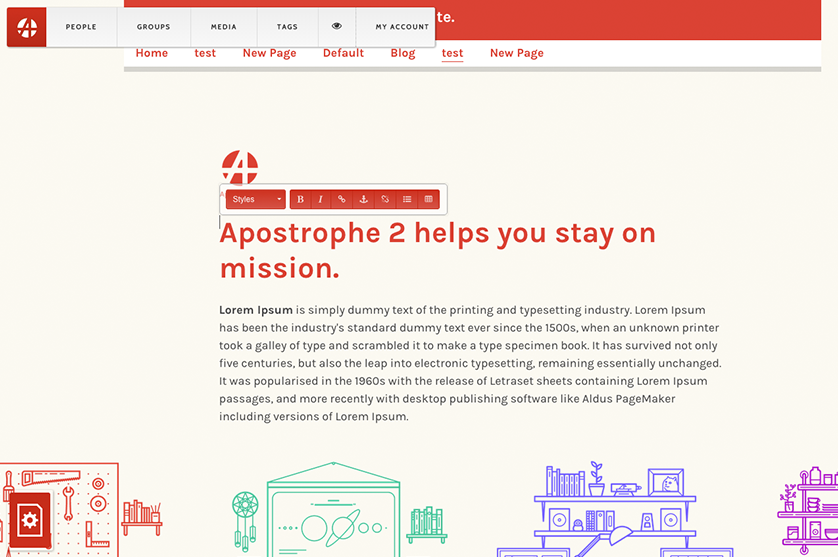 PEOPLE GROUPS MEDIA TAGS MY ACCOUNT te.
Home test New Page Default Blog test New Page
Styles B I
Apostrophe 2 helps you stay on
mission.
Lorem Ipsum is simply dummy text of the printing and typesetting industry. Lorem Ipsum
has been the industry's standard dummy text ever since the 1500s, when an unknown printer
took a galley of type and scrambled it to make a type specimen book. It has survived not only
five centuries, but also the leap into electronic typesetting, remaining essentially unchanged.
It was popularised in the 1960s with the release of Letraset sheets containing Lorem Ipsum
passages, and more recently with desktop publishing software like Aldus PageMaker
including versions of Lorem Ipsum.